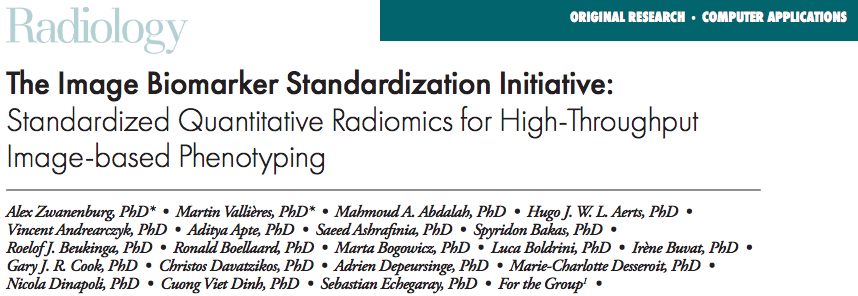 Radiology
ORIGINAL RESEARCH • COMPUTER APPLICATIONS
The Image Biomarker Standardization Initiative:
Standardized Quantitative Radiomics for High-Throughput
Image-based Phenotyping
Alex Zwanenburg, PhD* • Martin Vallières, PhD* • Mahmoud A. Abdalah, PhD • Hugo J. W. L. Aerts, PhD •
Vincent Andrearczyk, PhD • Aditya Apte, PhD • Saeed Ashrafinia, PhD • Spyridon Bakas, PhD •
Roelof J. Beukinga, PhD • Ronald Boellaard, PhD • Marta Bogowicz, PhD • Luca Boldrini, PhD • Irène Buvat, PhD •
Gary J. R. Cook, PhD • Christos Davatzikos, PhD • Adrien Depeursinge, PhD • Marie-Charlotte Desseroit, PhD •
Nicola Dinapoli, PhD • Cuong Viet Dinh, PhD • Sebastian Echegaray, PhD • For the Group¹ •